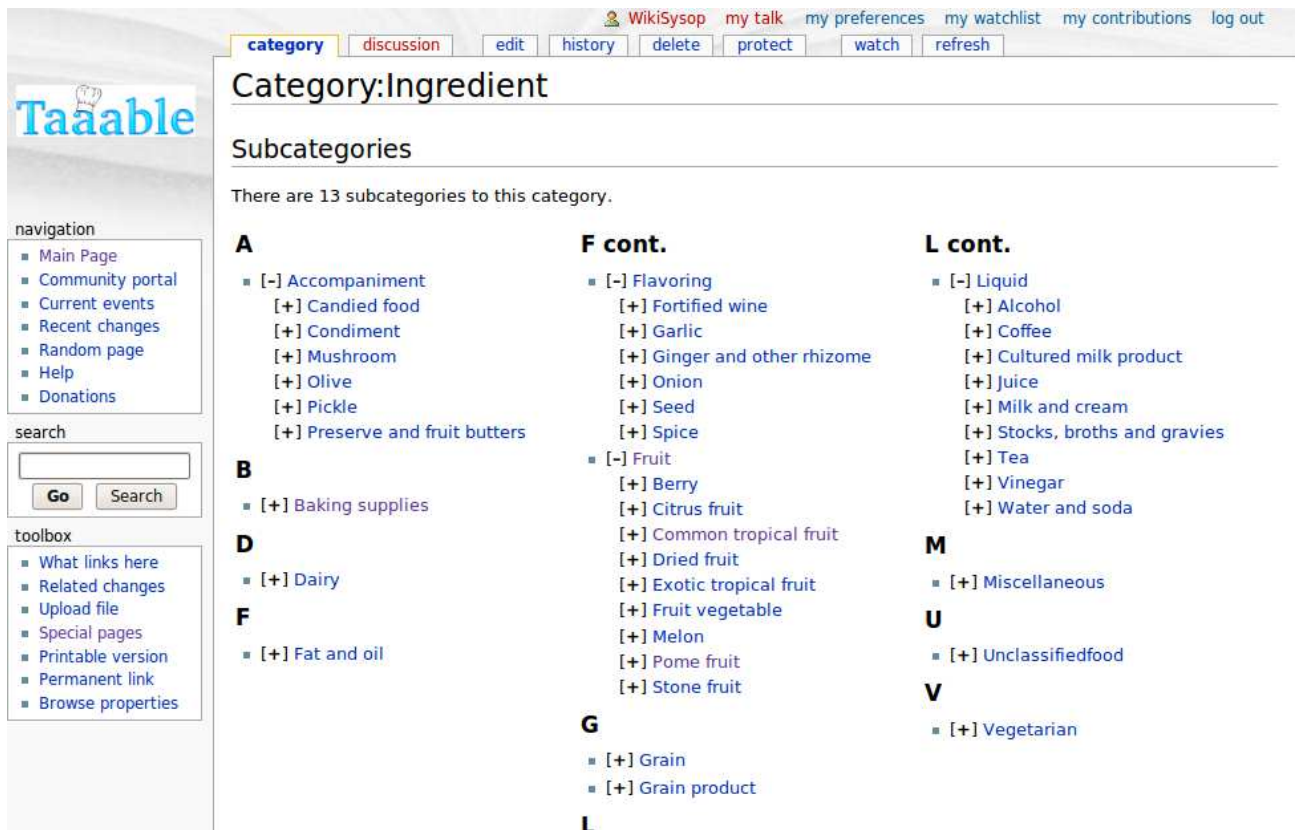 WikiSysop my talk my preferences my watchlist my contributions log out
category discussion edit history delete protect watch refresh
Taaable
Category:Ingredient
Subcategories
There are 13 subcategories to this category.
navigation
Main Page
Community portal
Current events
Recent changes
Random page
Help
Donations
search
Go Search
toolbox
What links here
Related changes
Upload file
Special pages
Printable version
Permanent link
Browse properties
A
[–] Accompaniment
[+] Candied food
[+] Condiment
[+] Mushroom
[+] Olive
[+] Pickle
[+] Preserve and fruit butters
B
[+] Baking supplies
D
[+] Dairy
F
[+] Fat and oil
F cont.
[–] Flavoring
[+] Fortified wine
[+] Garlic
[+] Ginger and other rhizome
[+] Onion
[+] Seed
[+] Spice
[–] Fruit
[+] Berry
[+] Citrus fruit
[+] Common tropical fruit
[+] Dried fruit
[+] Exotic tropical fruit
[+] Fruit vegetable
[+] Melon
[+] Pome fruit
[+] Stone fruit
G
[+] Grain
[+] Grain product
L
L cont.
[–] Liquid
[+] Alcohol
[+] Coffee
[+] Cultured milk product
[+] Juice
[+] Milk and cream
[+] Stocks, broths and gravies
[+] Tea
[+] Vinegar
[+] Water and soda
M
[+] Miscellaneous
U
[+] Unclassifiedfood
V
[+] Vegetarian